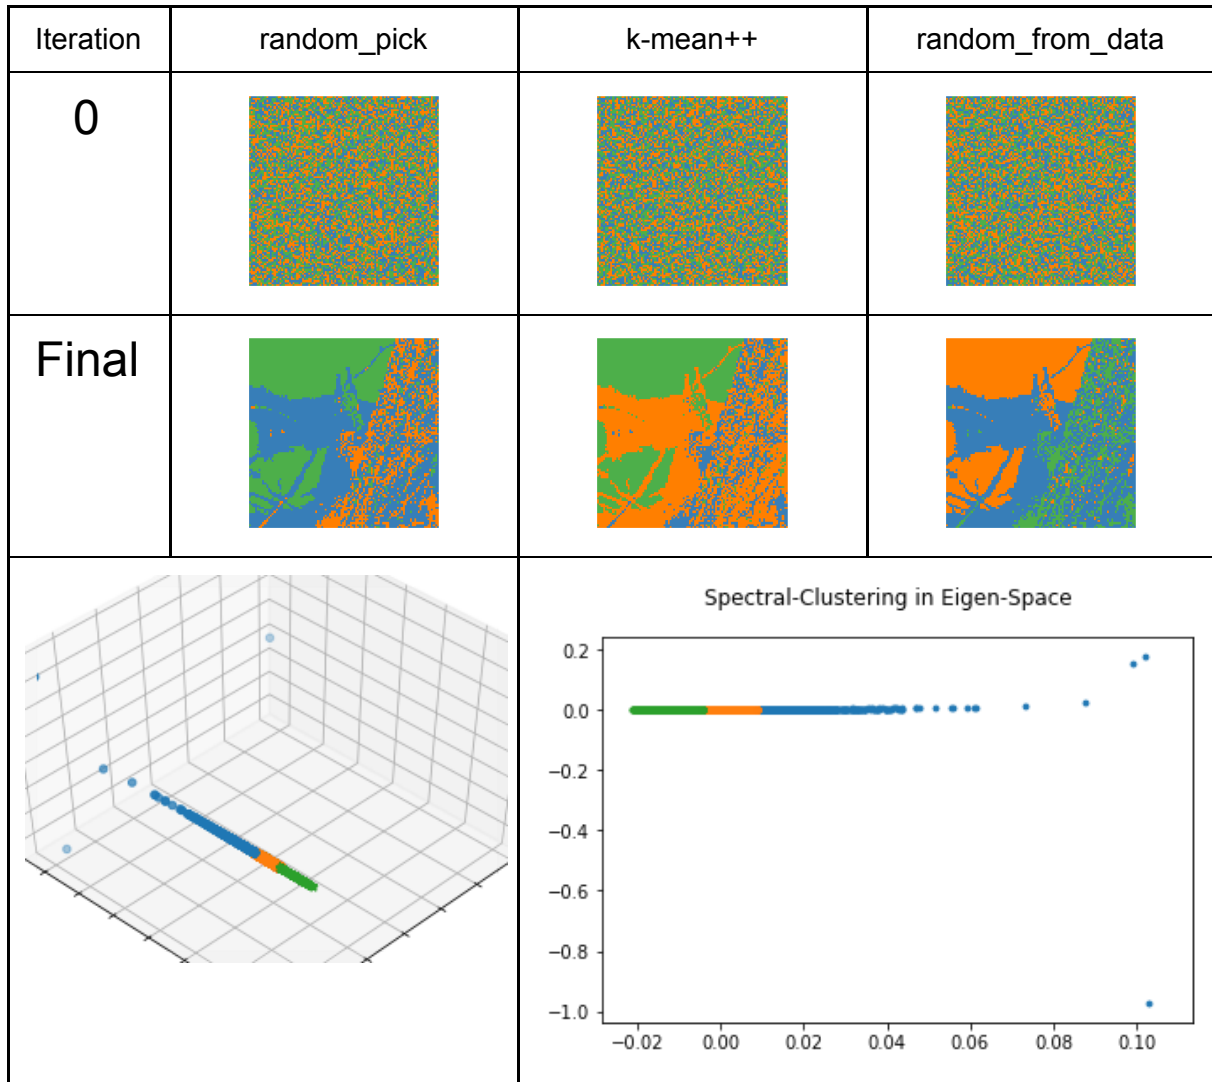 Iteration
random_pick
k-mean++
random_from_data
0
Final
Spectral-Clustering in Eigen-Space
0.2
0.0
−0.2
−0.4
−0.6
−0.8
−1.0
−0.02 0.00 0.02 0.04 0.06 0.08 0.10